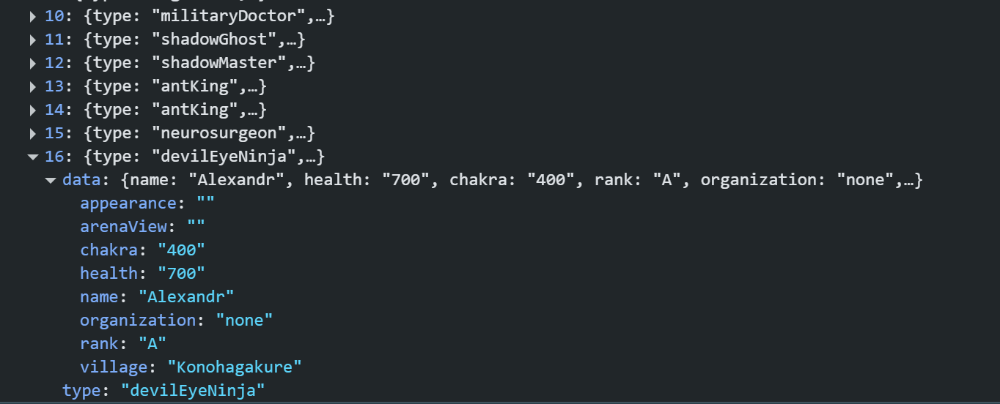 10: {type: "militaryDoctor",…}
11: {type: "shadowGhost",…}
12: {type: "shadowMaster",…}
13: {type: "antKing",…}
14: {type: "antKing",…}
15: {type: "neurosurgeon",…}
16: {type: "devilEyeNinja",…}
data: {name: "Alexandr", health: "700", chakra: "400", rank: "A", organization: "none",…}
appearance: ""
arenaView: ""
chakra: "400"
health: "700"
name: "Alexandr"
organization: "none"
rank: "A"
village: "Konohagakure"
type: "devilEyeNinja"